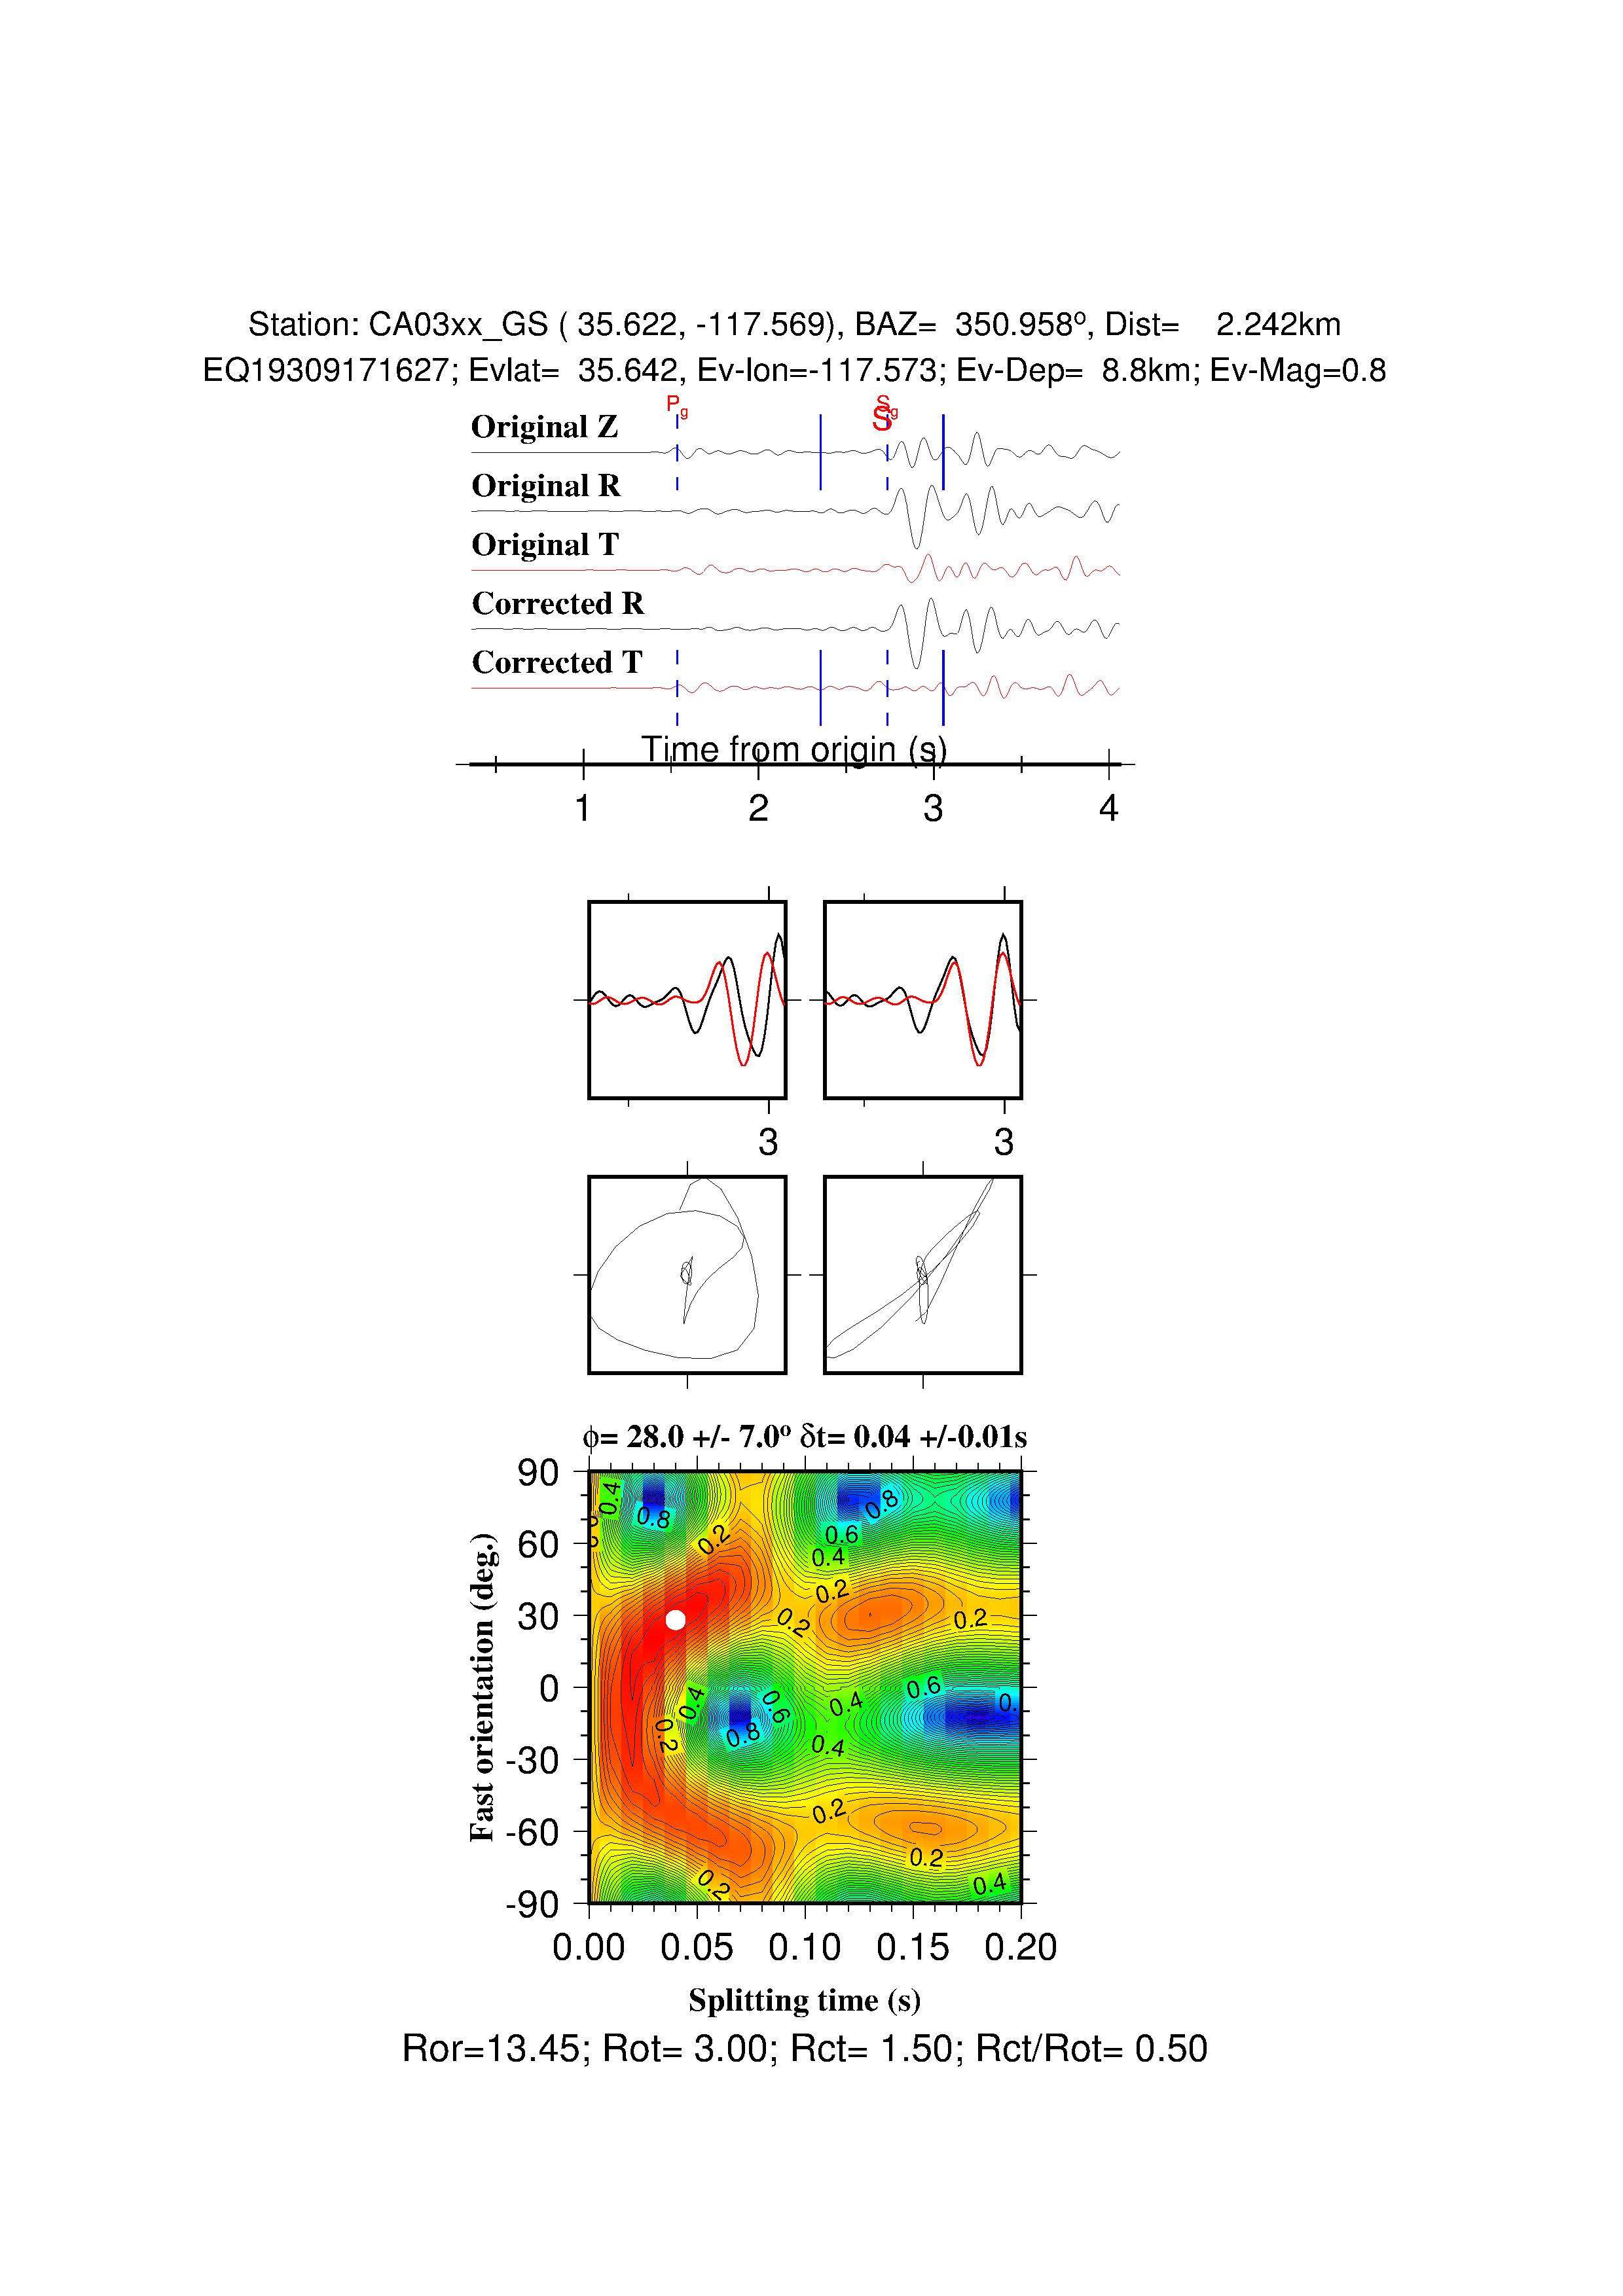 Station: CA03xx_GS ( 35.622, -117.569), BAZ=  350.958º, Dist=    2.242km
EQ19309171627; Evlat=  35.642, Ev-lon=-117.573; Ev-Dep=  8.8km; Ev-Mag=0.8
Pg Sg
S
Original Z
Original R
Original T
Corrected R
Corrected T
Time from origin (s)
1 2 3 4
3 3
ϕ= 28.0 +/- 7.0º δt= 0.04 +/-0.01s
Fast orientation (deg.)
90
60
30
0
-30
-60
-90
0.4 0.8 0.8
0.2 0.6
0.4
0.2
0.2 0.2
0.4 0.6 0.4 0.6 0.
0.2 0.8 0.4
0.2
0.2
0.2 0.4
0.00 0.05 0.10 0.15 0.20
Splitting time (s)
Ror=13.45; Rot= 3.00; Rct= 1.50; Rct/Rot= 0.50